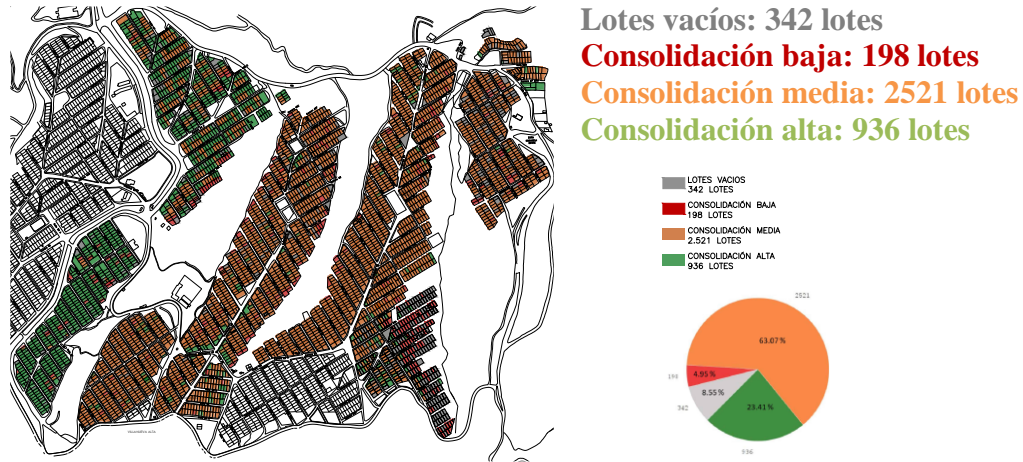 Lotes vacíos: 342 lotes
Consolidación baja: 198 lotes
Consolidación media: 2521 lotes
Consolidación alta: 936 lotes
LOTES VACIOS
342 LOTES
CONSOLIDACIÓN BAJA
198 LOTES
CONSOLIDACIÓN MEDIA
2.521 LOTES
CONSOLIDACIÓN ALTA
936 LOTES
2521
63.07%
4.95%
8.55%
342
23.41%
936